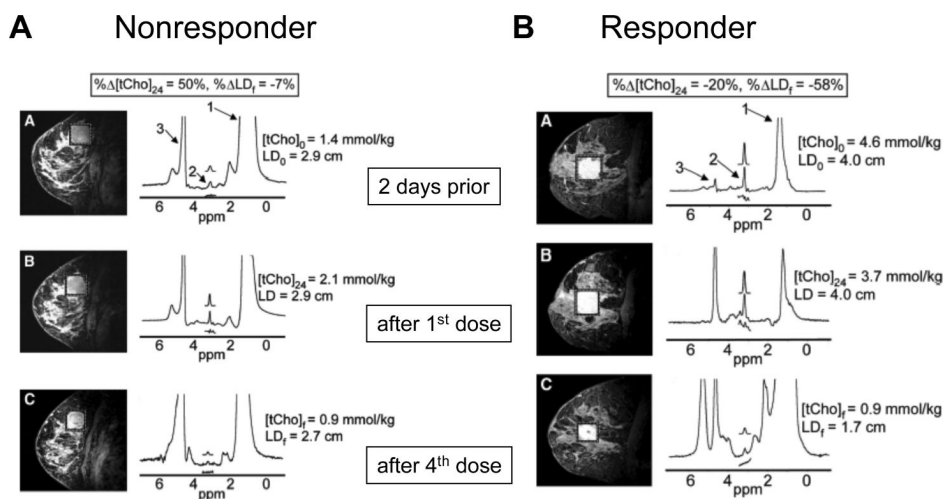 A Nonresponder
%Δ[tCho]24 = 50%, %ΔLDf = -7%
A
1
3
2
[tCho]0 = 1.4 mmol/kg
LD0 = 2.9 cm
6 4 2 0
ppm
2 days prior
B
[tCho]24 = 2.1 mmol/kg
LD = 2.9 cm
6 4 2 0
ppm
after 1st dose
C
[tCho]f = 0.9 mmol/kg
LDf = 2.7 cm
6 4 2 0
ppm
after 4th dose
B Responder
%Δ[tCho]24 = -20%, %ΔLDf = -58%
A
1
2
3
[tCho]0 = 4.6 mmol/kg
LD0 = 4.0 cm
6 4 2 0
ppm
B
[tCho]24 = 3.7 mmol/kg
LD = 4.0 cm
6 4 2 0
ppm
C
[tCho]f = 0.9 mmol/kg
LDf = 1.7 cm
6 4 2 0
ppm